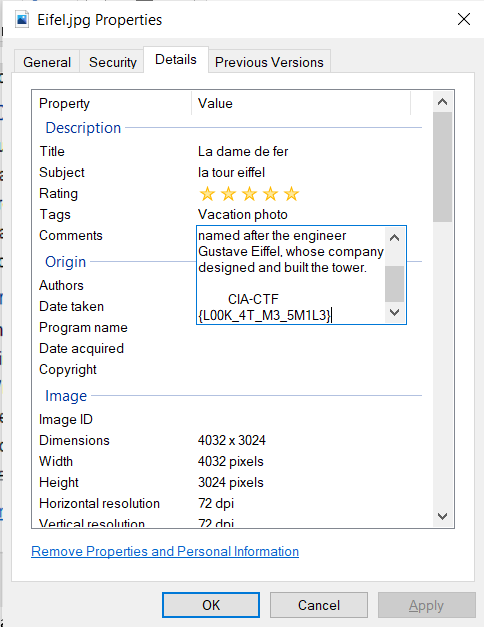 Eifel.jpg Properties
General Security Details Previous Versions
Property Value
Description
Title La dame de fer
Subject la tour eiffel
Rating
Tags Vacation photo
Comments
named after the engineer
Gustave Eiffel, whose company
designed and built the tower.
CIA-CTF
{L00K_4T_M3_5M1L3}
Origin
Authors
Date taken
Program name
Date acquired
Copyright
Image
Image ID
Dimensions 4032 x 3024
Width 4032 pixels
Height 3024 pixels
Horizontal resolution 72 dpi
Vertical resolution 72 dpi
Remove Properties and Personal Information
OK Cancel Apply